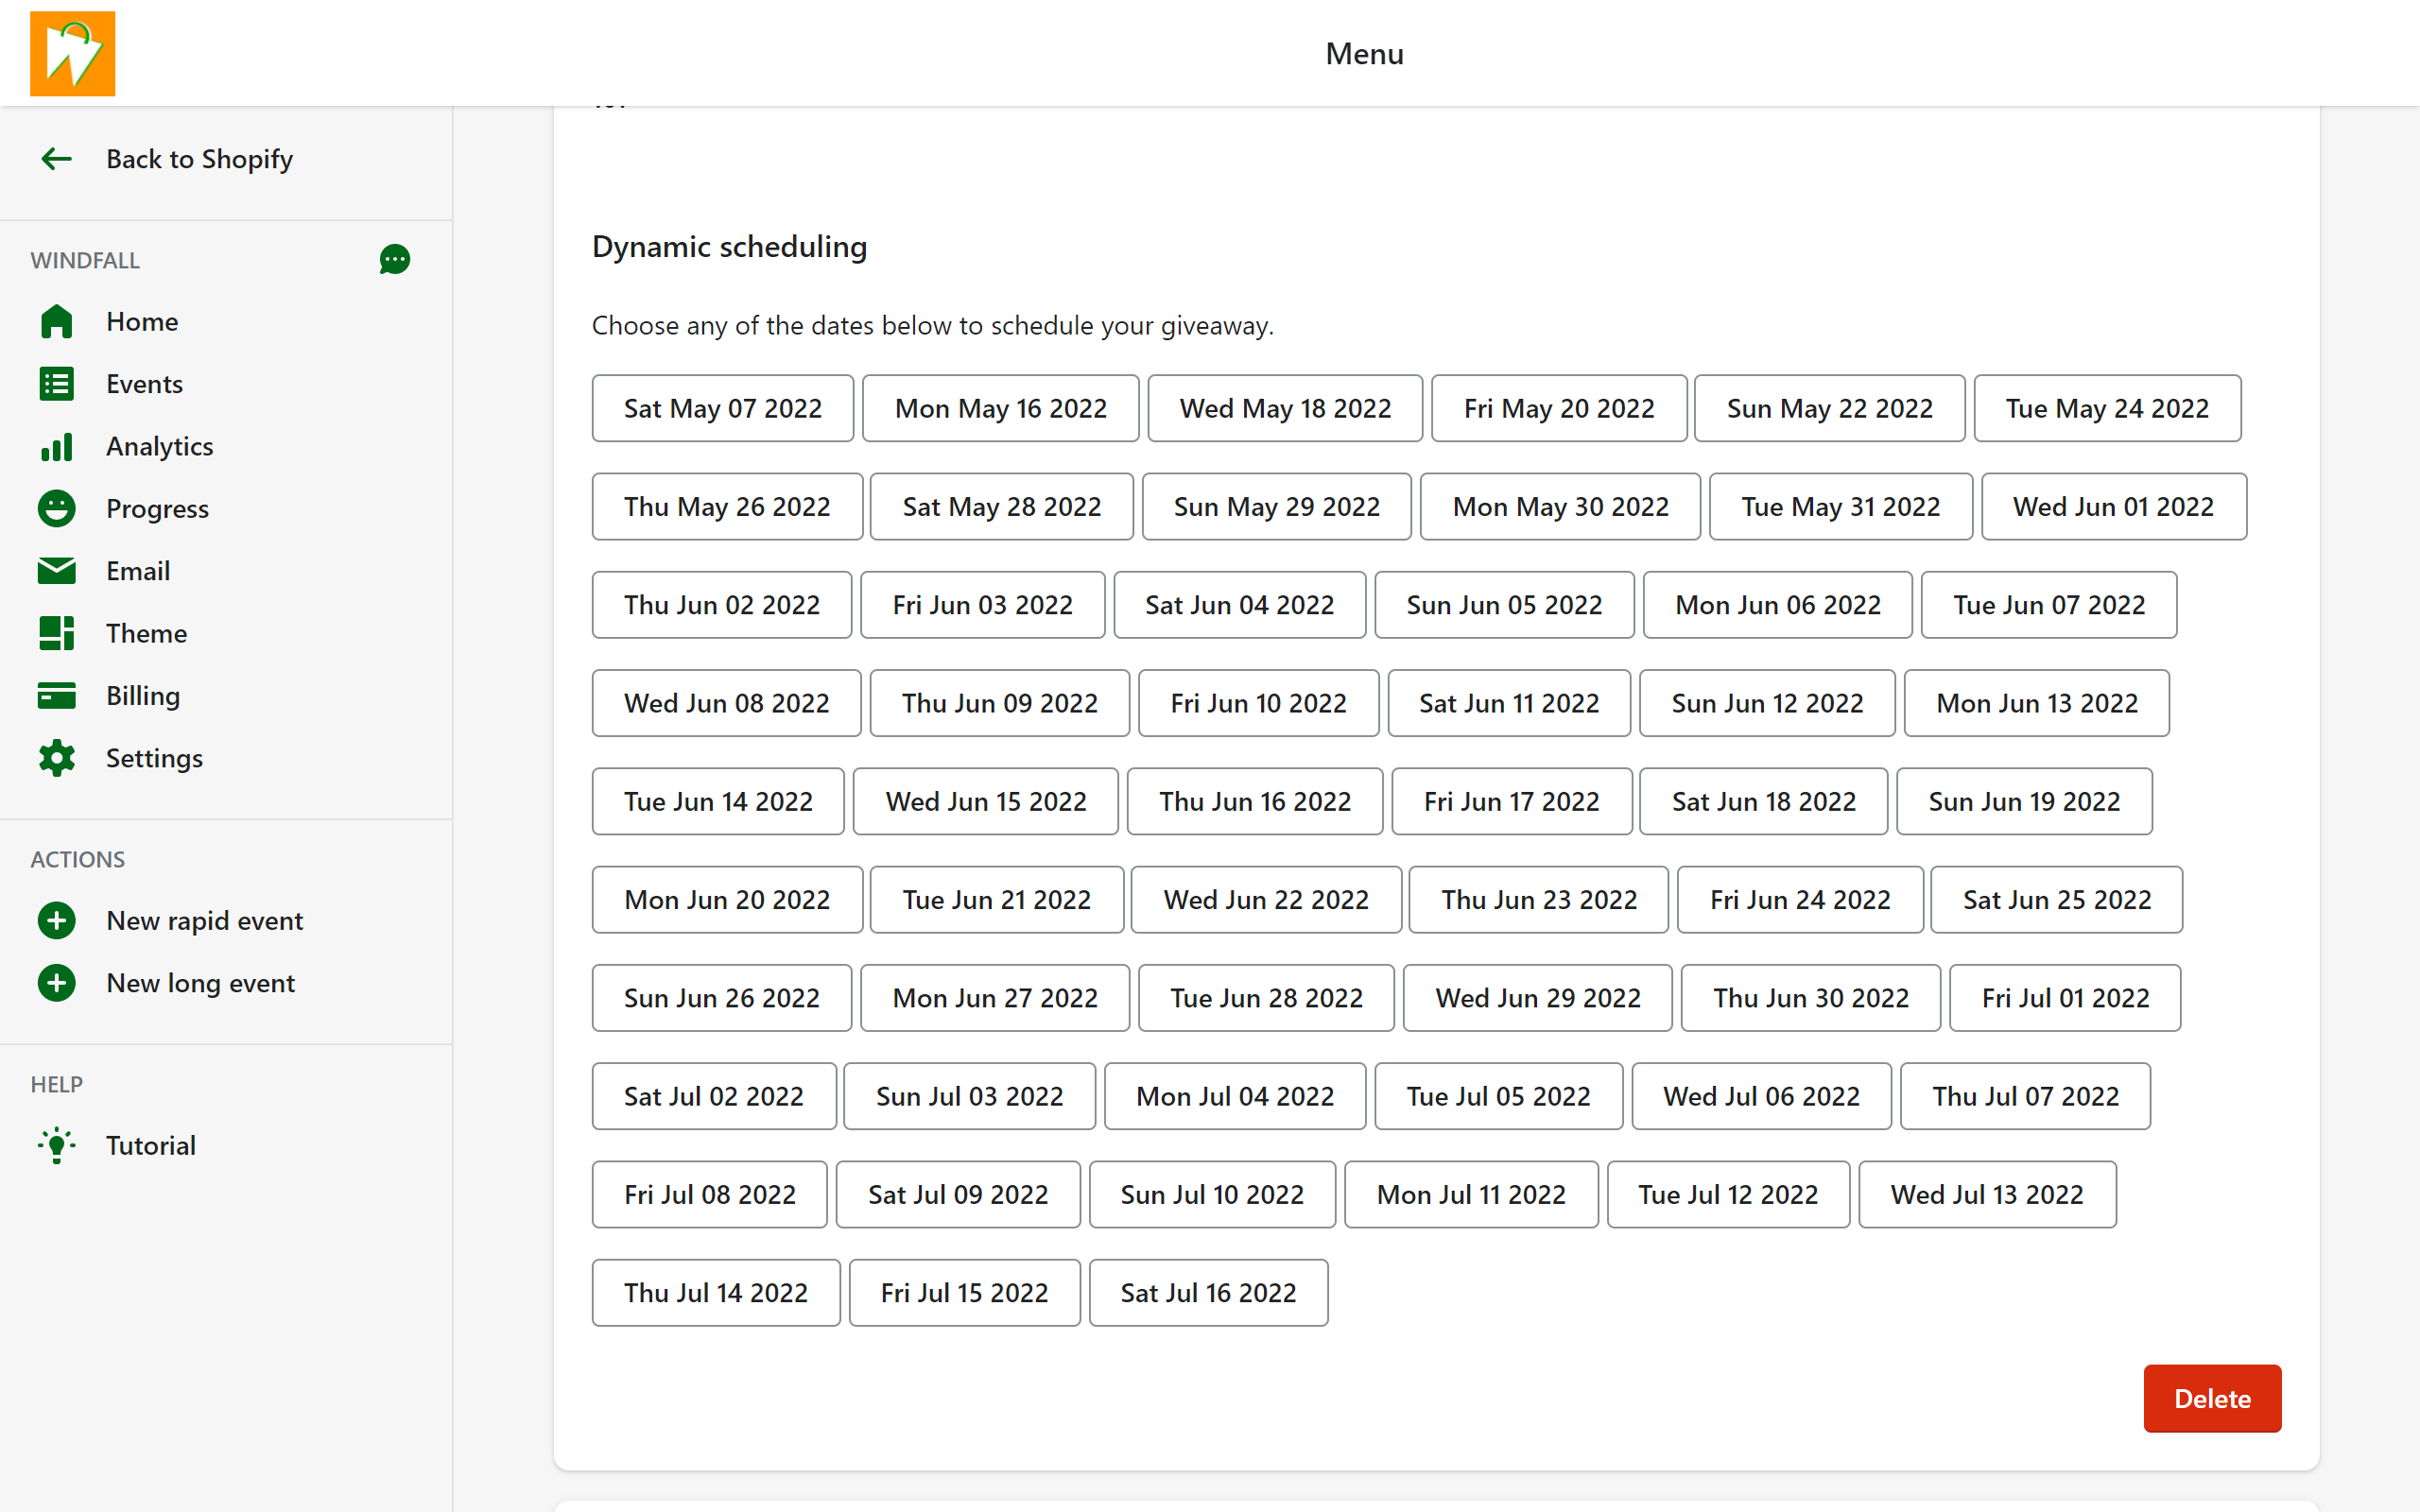 Menu
Back to Shopify
WINDFALL
Home
Events
Analytics
Progress
Email
Theme
Billing
Settings
ACTIONS
New rapid event
New long event
HELP
Tutorial
Dynamic scheduling
Choose any of the dates below to schedule your giveaway.
Sat May 07 2022 Mon May 16 2022 Wed May 18 2022 Fri May 20 2022 Sun May 22 2022 Tue May 24 2022
Thu May 26 2022 Sat May 28 2022 Sun May 29 2022 Mon May 30 2022 Tue May 31 2022 Wed Jun 01 2022
Thu Jun 02 2022 Fri Jun 03 2022 Sat Jun 04 2022 Sun Jun 05 2022 Mon Jun 06 2022 Tue Jun 07 2022
Wed Jun 08 2022 Thu Jun 09 2022 Fri Jun 10 2022 Sat Jun 11 2022 Sun Jun 12 2022 Mon Jun 13 2022
Tue Jun 14 2022 Wed Jun 15 2022 Thu Jun 16 2022 Fri Jun 17 2022 Sat Jun 18 2022 Sun Jun 19 2022
Mon Jun 20 2022 Tue Jun 21 2022 Wed Jun 22 2022 Thu Jun 23 2022 Fri Jun 24 2022 Sat Jun 25 2022
Sun Jun 26 2022 Mon Jun 27 2022 Tue Jun 28 2022 Wed Jun 29 2022 Thu Jun 30 2022 Fri Jul 01 2022
Sat Jul 02 2022 Sun Jul 03 2022 Mon Jul 04 2022 Tue Jul 05 2022 Wed Jul 06 2022 Thu Jul 07 2022
Fri Jul 08 2022 Sat Jul 09 2022 Sun Jul 10 2022 Mon Jul 11 2022 Tue Jul 12 2022 Wed Jul 13 2022
Thu Jul 14 2022 Fri Jul 15 2022 Sat Jul 16 2022
Delete